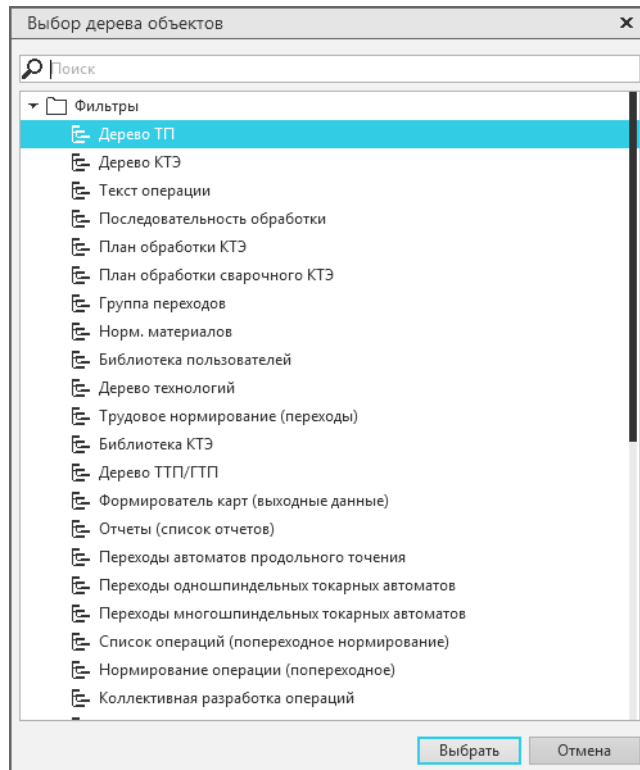 Выбор дерева объектов
Поиск
Фильтры
Дерево ТП
Дерево КТЭ
Текст операции
Последовательность обработки
План обработки КТЭ
План обработки сварочного КТЭ
Группа переходов
Норм. материалов
Библиотека пользователей
Дерево технологий
Трудовое нормирование (переходы)
Библиотека КТЭ
Дерево ТТП/ГТП
Формирователь карт (выходные данные)
Отчеты (список отчетов)
Переходы автоматов продольного точения
Переходы одношпиндельных токарных автоматов
Переходы многошпиндельных токарных автоматов
Список операций (попереходное нормирование)
Нормирование операции (попереходное)
Коллективная разработка операций
Выбрать
Отмена